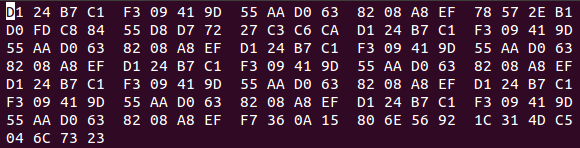 D1 24 B7 C1 F3 09 41 9D 55 AA D0 63 82 08 A8 EF 78 57 2E B1
D0 FD C8 84 55 D8 D7 72 27 C3 C6 CA D1 24 B7 C1 F3 09 41 9D
55 AA D0 63 82 08 A8 EF D1 24 B7 C1 F3 09 41 9D 55 AA D0 63
82 08 A8 EF D1 24 B7 C1 F3 09 41 9D 55 AA D0 63 82 08 A8 EF
D1 24 B7 C1 F3 09 41 9D 55 AA D0 63 82 08 A8 EF D1 24 B7 C1
F3 09 41 9D 55 AA D0 63 82 08 A8 EF D1 24 B7 C1 F3 09 41 9D
55 AA D0 63 82 08 A8 EF F7 36 0A 15 80 6E 56 92 1C 31 4D C5
04 6C 73 23